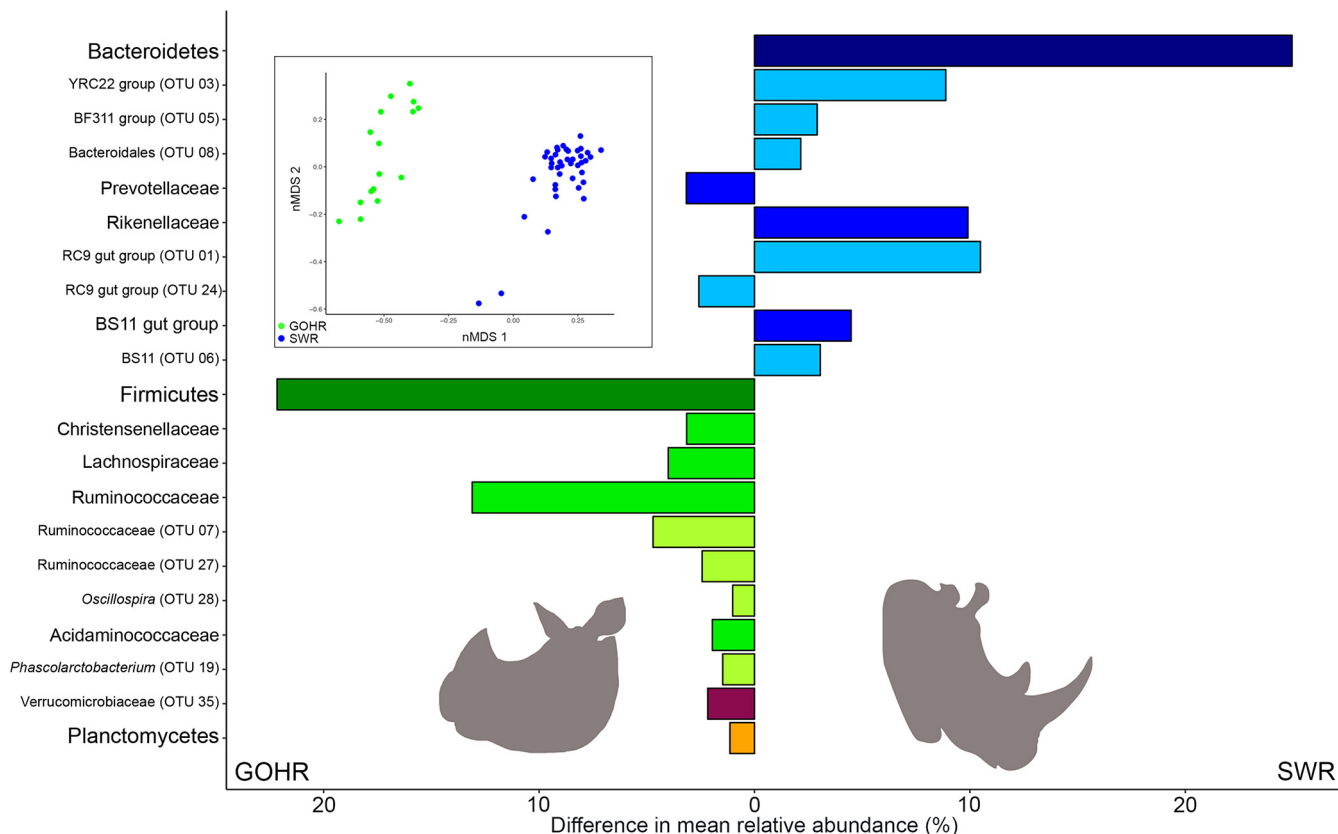 Bacteroidetes
YRC22 group (OTU 03)
BF311 group (OTU 05)
Bacteroidales (OTU 08)
Prevotellaceae
Rikenellaceae
RC9 gut group (OTU 01)
RC9 gut group (OTU 24)
BS11 gut group
BS11 (OTU 06)
Firmicutes
Christensenellaceae
Lachnospiraceae
Ruminococcaceae
Ruminococcaceae (OTU 07)
Ruminococcaceae (OTU 27)
Oscillospira (OTU 28)
Acidaminococcaceae
Phascolarctobacterium (OTU 19)
Verrucomicrobiaceae (OTU 35)
Planctomycetes
nMDS 2
0.2
0.0
−0.2
−0.4
−0.6
−0.50 −0.25 0.00 0.25
nMDS 1
GOHR
SWR
GOHR
SWR
20 10 0 10 20
Difference in mean relative abundance (%)